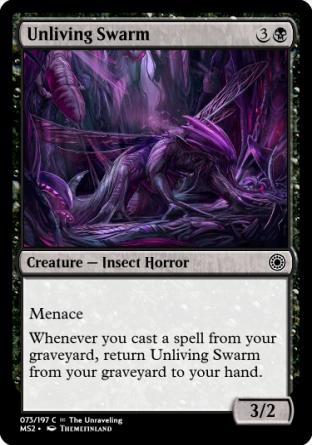 Unliving Swarm 3
Creature — Insect Horror
Menace
Whenever you cast a spell from your
graveyard, return Unliving Swarm
from your graveyard to your hand.
073/197 C The Unraveling
MS2 • Themefinland
3/2